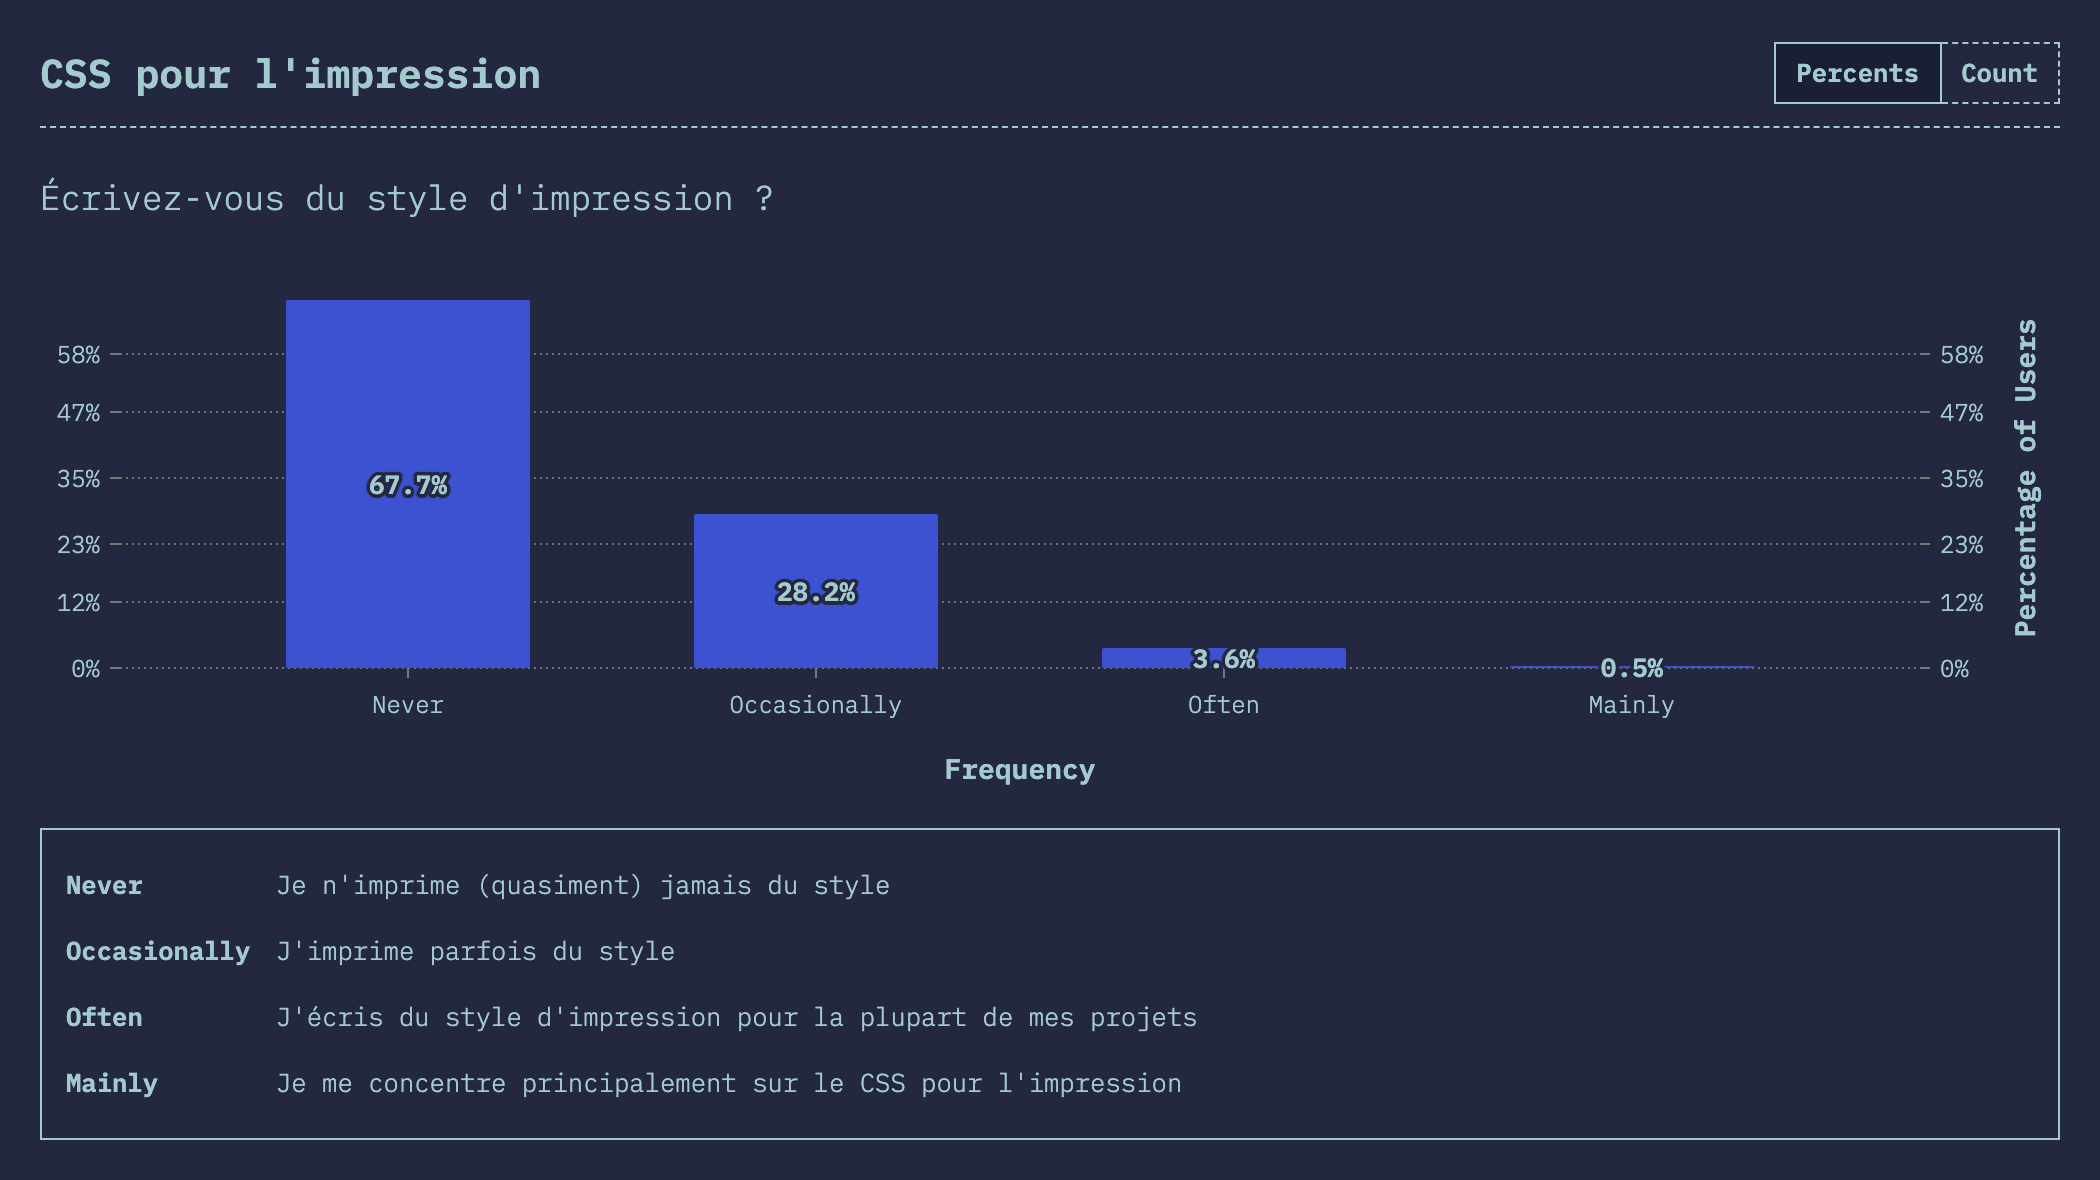 CSS pour l'impression
Percents Count
Écrivez-vous du style d'impression ?
58% 58%
47% 47%
35% 35%
23% 23%
12% 12%
0% 0%
67.7%
28.2%
3.6%
0.5%
Percentage of Users
Never Occasionally Often Mainly
Frequency
Never Je n'imprime (quasiment) jamais du style
Occasionally J'imprime parfois du style
Often J'écris du style d'impression pour la plupart de mes projets
Mainly Je me concentre principalement sur le CSS pour l'impression